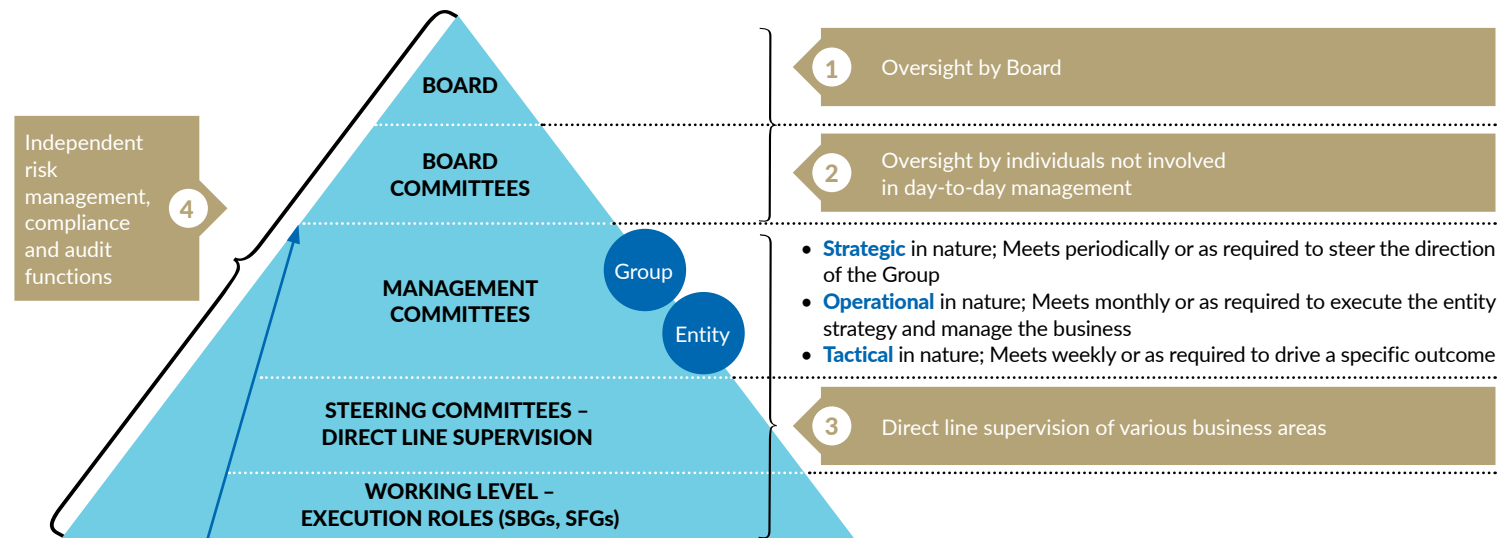 BOARD
1
Oversight by Board
Independent
risk
management,
compliance
and audit
functions
4
BOARD
COMMITTEES
2
Oversight by individuals not involved
in day-to-day management
MANAGEMENT
COMMITTEES
Group
Entity
• Strategic in nature; Meets periodically or as required to steer the direction
of the Group
• Operational in nature; Meets monthly or as required to execute the entity
strategy and manage the business
• Tactical in nature; Meets weekly or as required to drive a specific outcome
STEERING COMMITTEES –
DIRECT LINE SUPERVISION
3
Direct line supervision of various business areas
WORKING LEVEL –
EXECUTION ROLES (SBGs, SFGs)